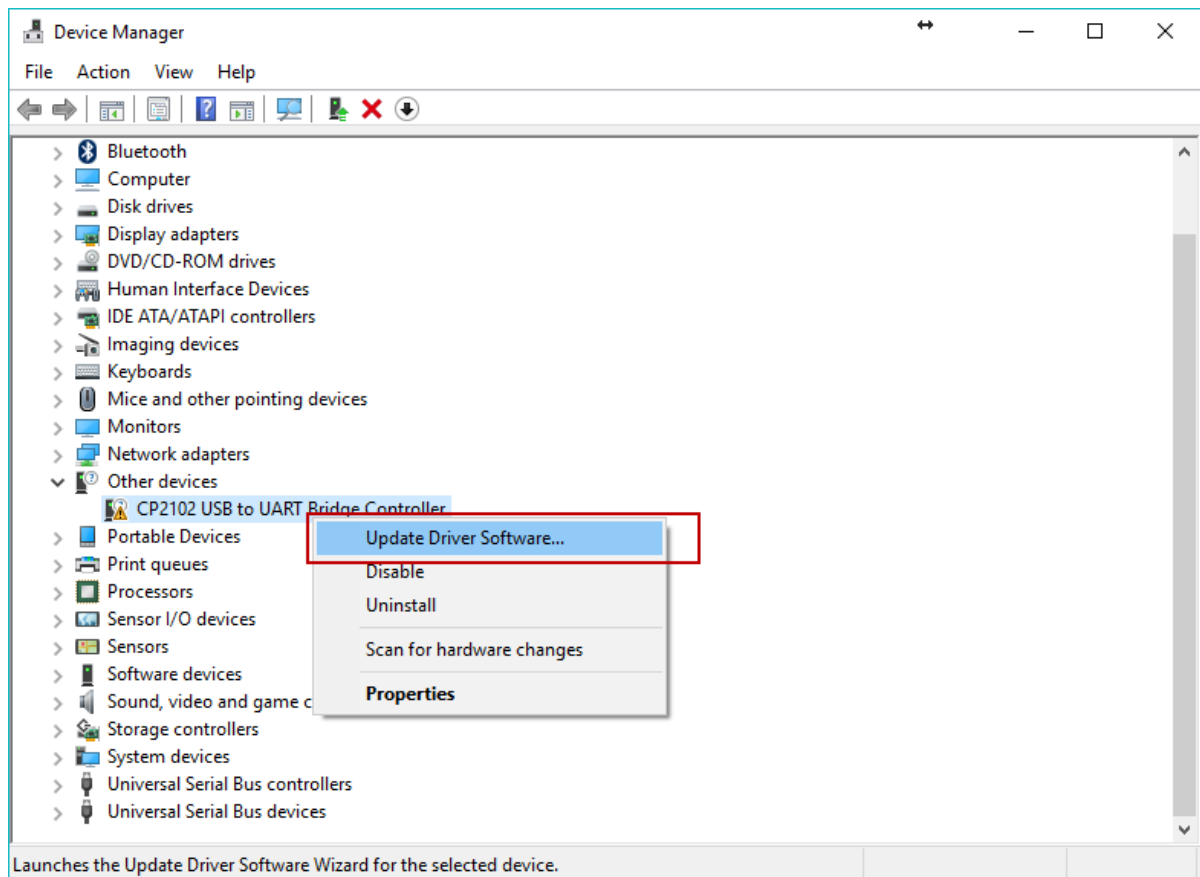 Device Manager
File Action View Help
Bluetooth
Computer
Disk drives
Display adapters
DVD/CD-ROM drives
Human Interface Devices
IDE ATA/ATAPI controllers
Imaging devices
Keyboards
Mice and other pointing devices
Monitors
Network adapters
Other devices
CP2102 USB to UART Bridge Controller
Portable Devices
Print queues
Processors
Sensor I/O devices
Sensors
Software devices
Sound, video and game c
Storage controllers
System devices
Universal Serial Bus controllers
Universal Serial Bus devices
Update Driver Software...
Disable
Uninstall
Scan for hardware changes
Properties
Launches the Update Driver Software Wizard for the selected device.